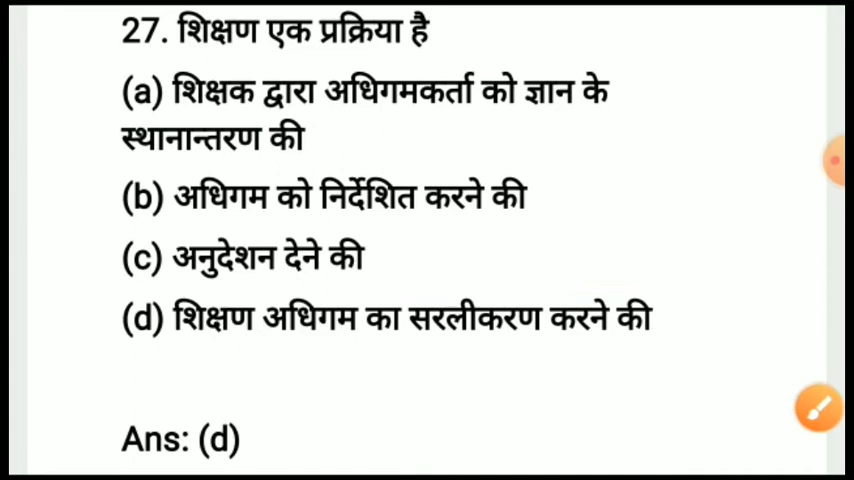 27. शिक्षण एक प्रक्रिया है
(a) शिक्षक द्वारा अधिगमकर्ता को ज्ञान के
स्थानान्तरण की
(b) अधिगम को निर्देशित करने की
(c) अनुदेशन देने की
(d) शिक्षण अधिगम का सरलीकरण करने की
Ans: (d)